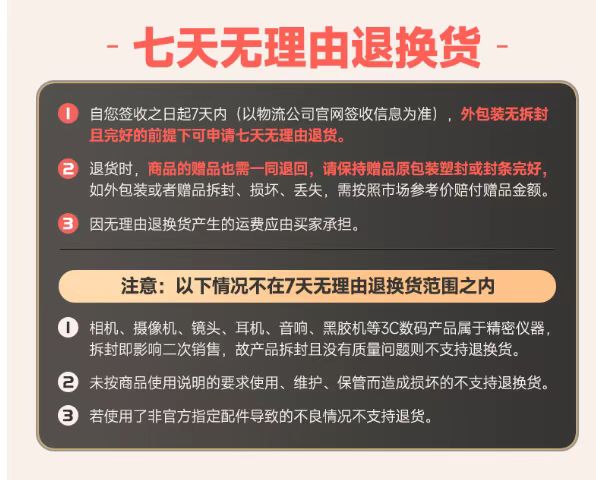 - 七天无理由退换货 -
1 自您签收之日起7天内（以物流公司官网签收信息为准），外包装无拆封
且完好的前提下可申请七天无理由退货。
2 退货时，商品的赠品也需一同退回，请保持赠品原包装塑封或封条完好，
如外包装或者赠品拆封、损坏、丢失，需按照市场参考价赔付赠品金额。
3 因无理由退换货产生的运费应由买家承担。
注意：以下情况不在7天无理由退换货范围之内
1 相机、摄像机、镜头、耳机、音响、黑胶机等3C数码产品属于精密仪器，
拆封即影响二次销售，故产品拆封且没有质量问题则不支持退换货。
2 未按商品使用说明的要求使用、维护、保管而造成损坏的不支持退换货。
3 若使用了非官方指定配件导致的不良情况不支持退货。